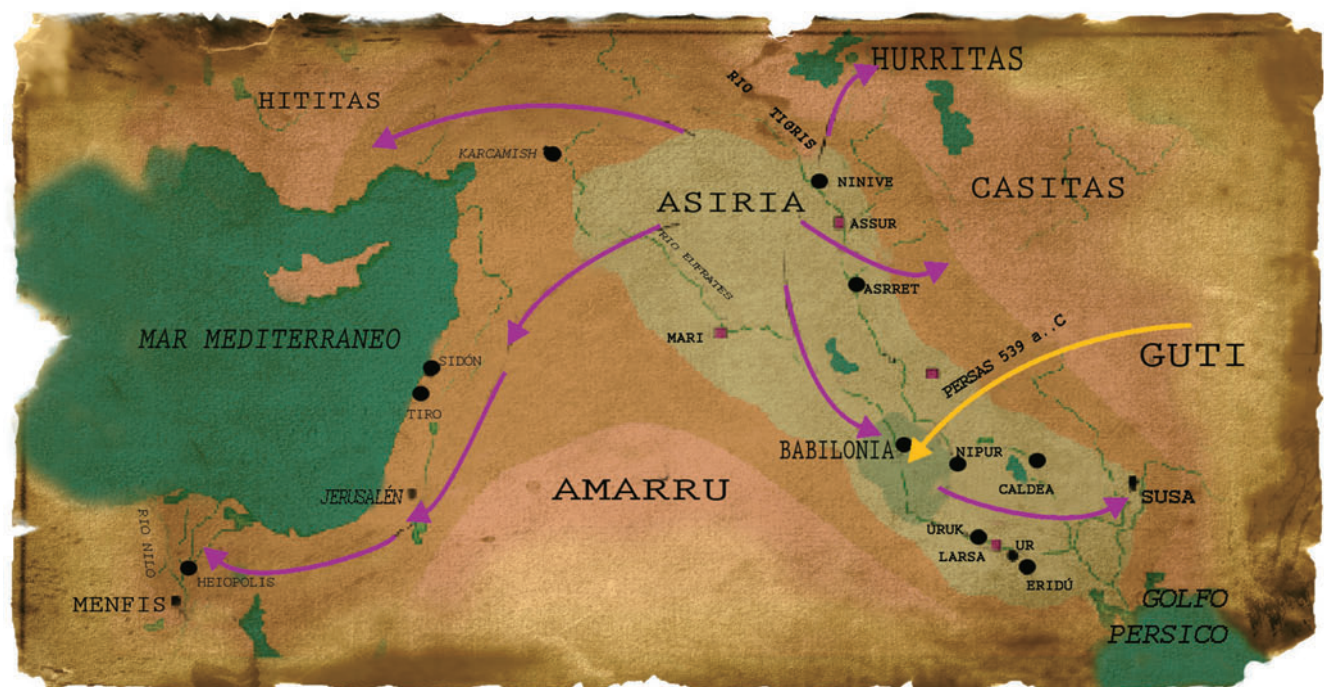 HURRITAS
HITITAS
RIO TIGRIS
KARCAMISH
NINIVE
CASITAS
ASIRIA
ASSUR
RIO EUFRATES
ASRRET
MAR MEDITERRANEO
MARI
PERSAS 539 a..C
GUTI
SIDÓN
TIRO
BABILONIA
NIPUR
AMARRU
CALDEA
JERUSALÉN
SUSA
RIO NILO
ÚRUK
UR
LARSA
HEIOPOLIS
ERIDÚ
MENFIS
GOLFO
PERSICO